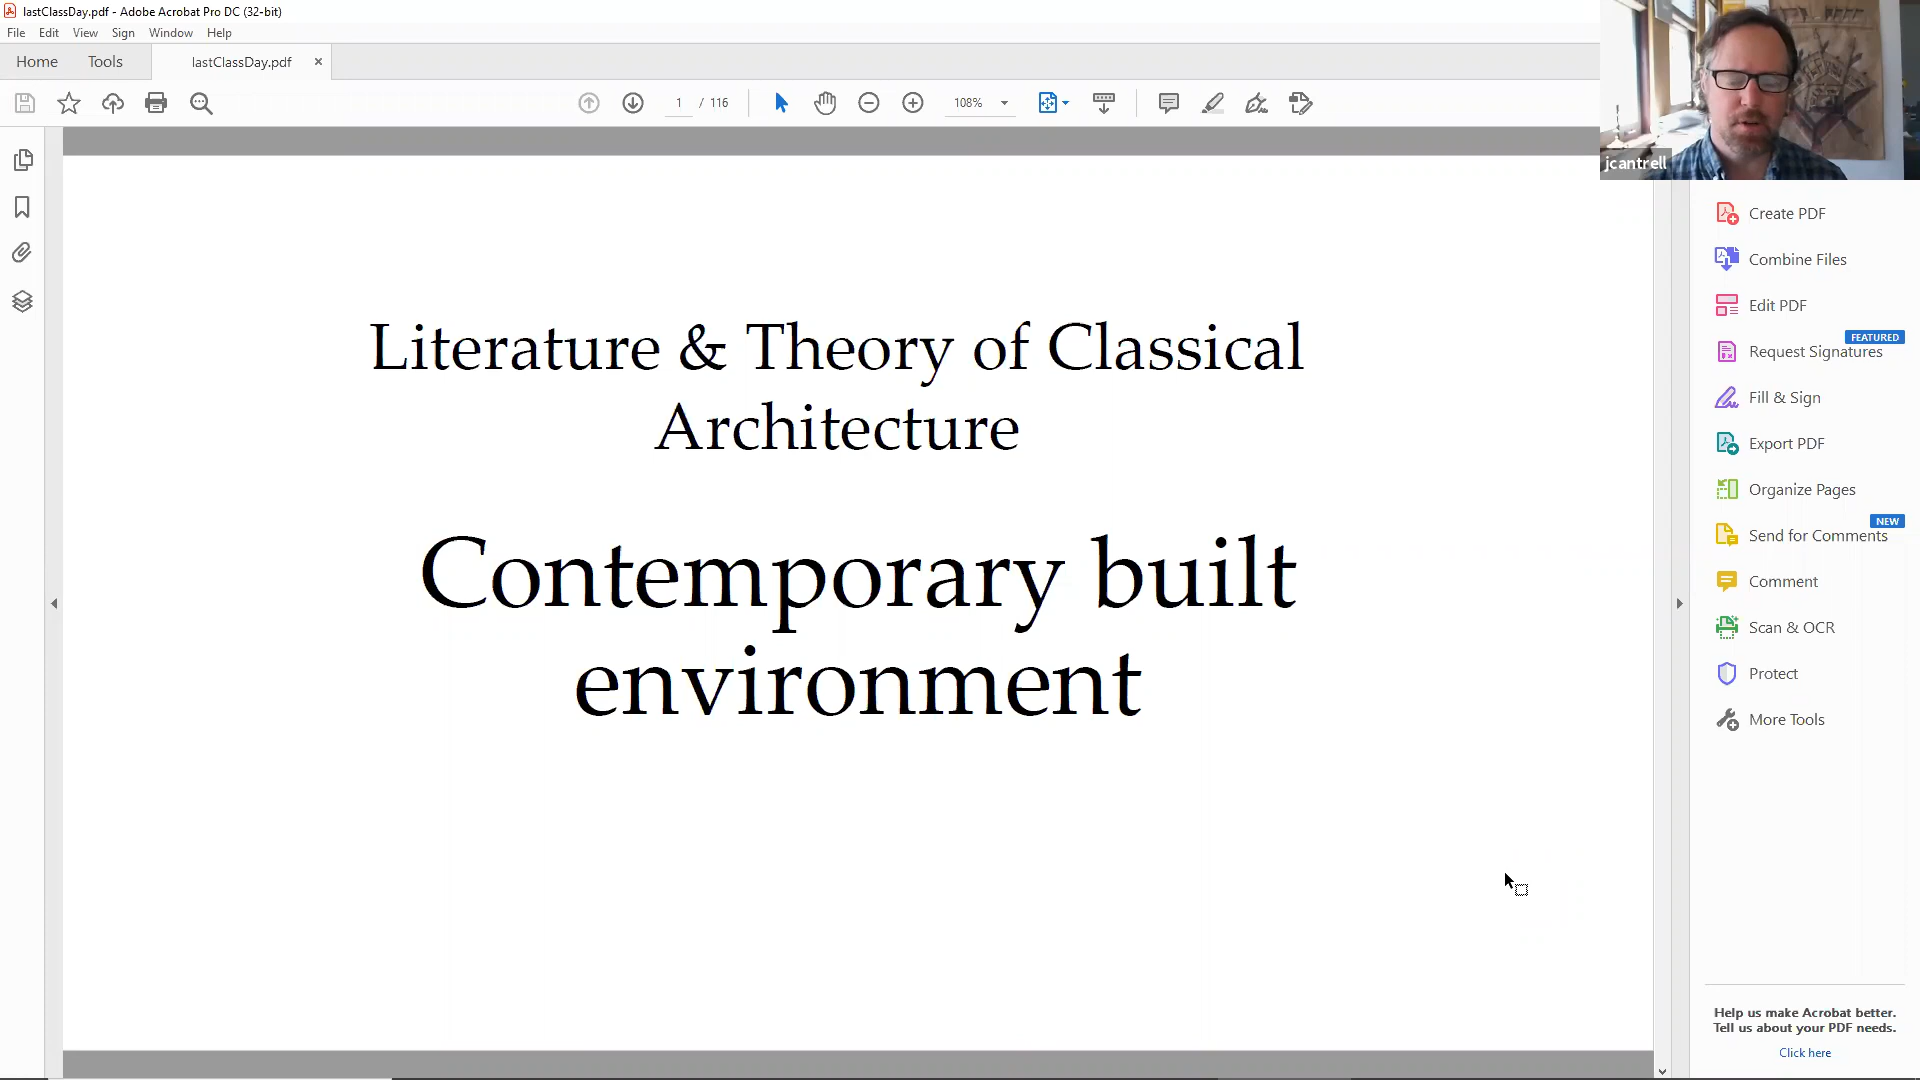 lastClassDay.pdf - Adobe Acrobat Pro DC (32-bit)
File Edit View Sign Window Help
Home Tools lastClassDay.pdf ×
1 / 116 108%
jcantrell
Literature & Theory of Classical
Architecture
Contemporary built
environment
Create PDF
Combine Files
Edit PDF
FEATURED
Request Signatures
Fill & Sign
Export PDF
Organize Pages
NEW
Send for Comments
Comment
Scan & OCR
Protect
More Tools
Help us make Acrobat better.
Tell us about your PDF needs.
Click here